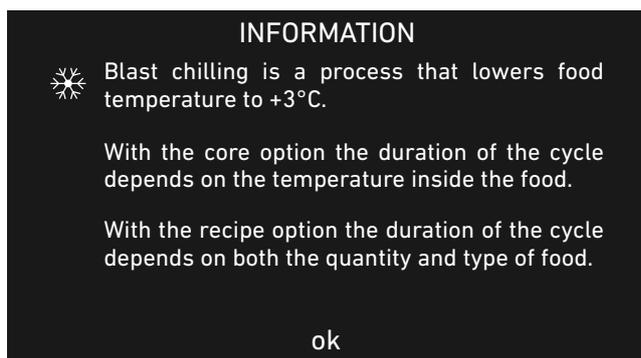 INFORMATION
Blast chilling is a process that lowers food
temperature to +3°C.
With the core option the duration of the cycle
depends on the temperature inside the food.
With the recipe option the duration of the cycle
depends on both the quantity and type of food.
ok